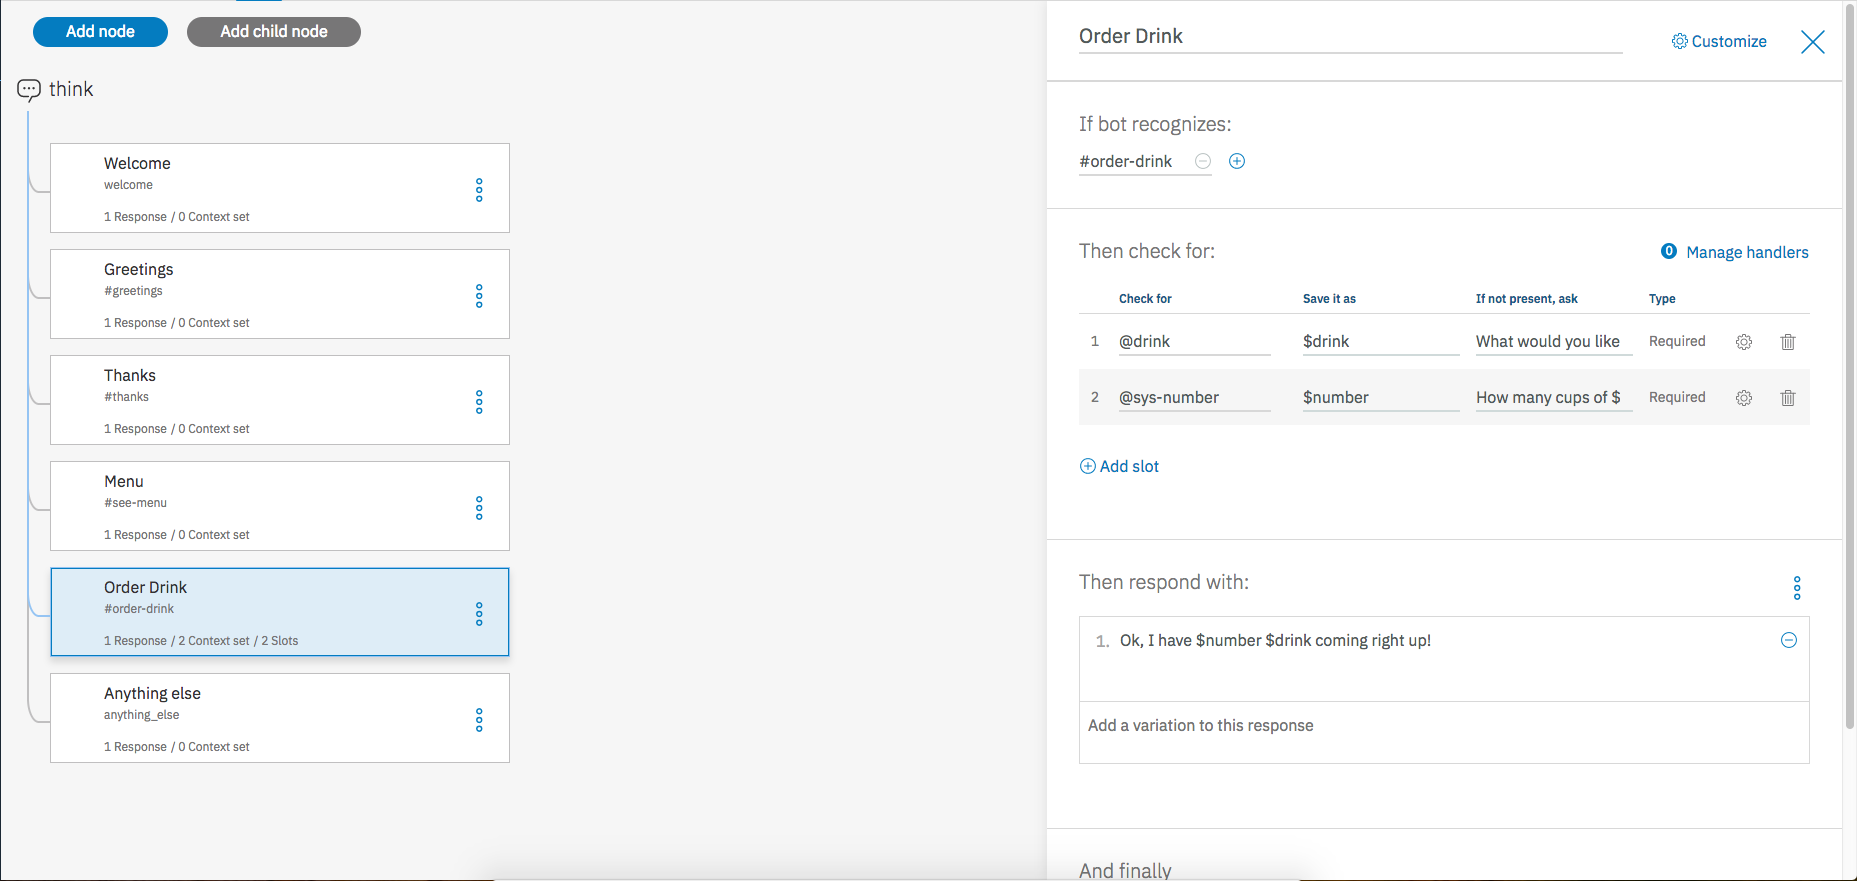 Add node
Add child node
think
Welcome
welcome
1 Response / 0 Context set
Greetings
#greetings
1 Response / 0 Context set
Thanks
#thanks
1 Response / 0 Context set
Menu
#see-menu
1 Response / 0 Context set
Order Drink
#order-drink
1 Response / 2 Context set / 2 Slots
Anything else
anything_else
1 Response / 0 Context set
Order Drink
Customize
If bot recognizes:
#order-drink
Then check for:
0 Manage handlers
Check for Save it as If not present, ask Type
1 @drink $drink What would you like Required
2 @sys-number $number How many cups of $ Required
Add slot
Then respond with:
1. Ok, I have $number $drink coming right up!
Add a variation to this response
And finally